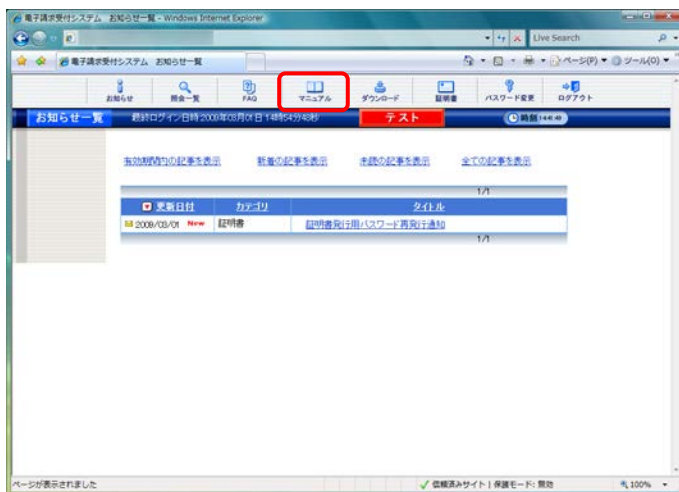 電子請求受付システム お知らせ一覧 - Windows Internet Explorer
Live Search
電子請求受付システム お知らせ一覧
ページ(P) ツール(O)
お知らせ 照会一覧 FAQ マニュアル ダウンロード 証明書 パスワード変更 ログアウト
お知らせ一覧 最終ログイン日時:2009年03月01日 14時54分48秒 テスト 時刻
有効期間内の記事を表示 新着の記事を表示 未読の記事を表示 全ての記事を表示
1/1
更新日付 カテゴリ タイトル
2009/03/01 New 証明書 証明書発行用パスワード再発行通知
1/1
ページが表示されました 信頼済みサイト | 保護モード: 無効 100%